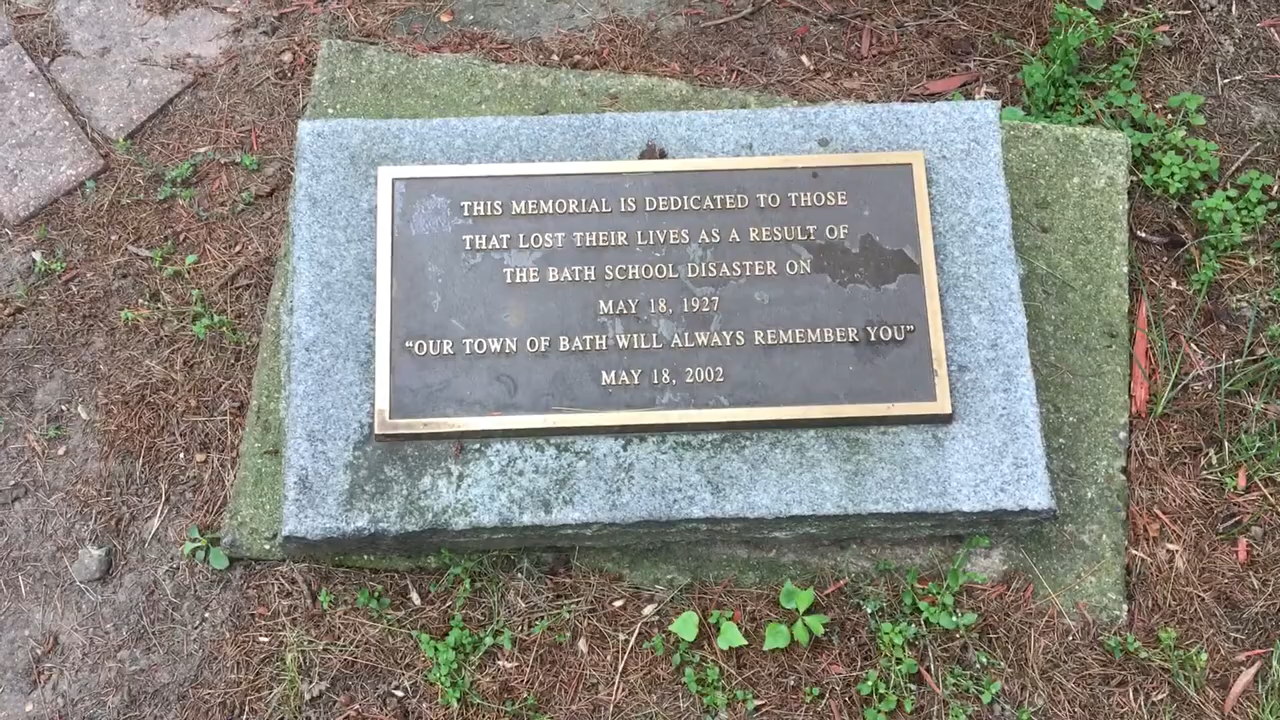 THIS MEMORIAL IS DEDICATED TO THOSE
THAT LOST THEIR LIVES AS A RESULT OF
THE BATH SCHOOL DISASTER ON
MAY 18, 1927
“OUR TOWN OF BATH WILL ALWAYS REMEMBER YOU”
MAY 18, 2002